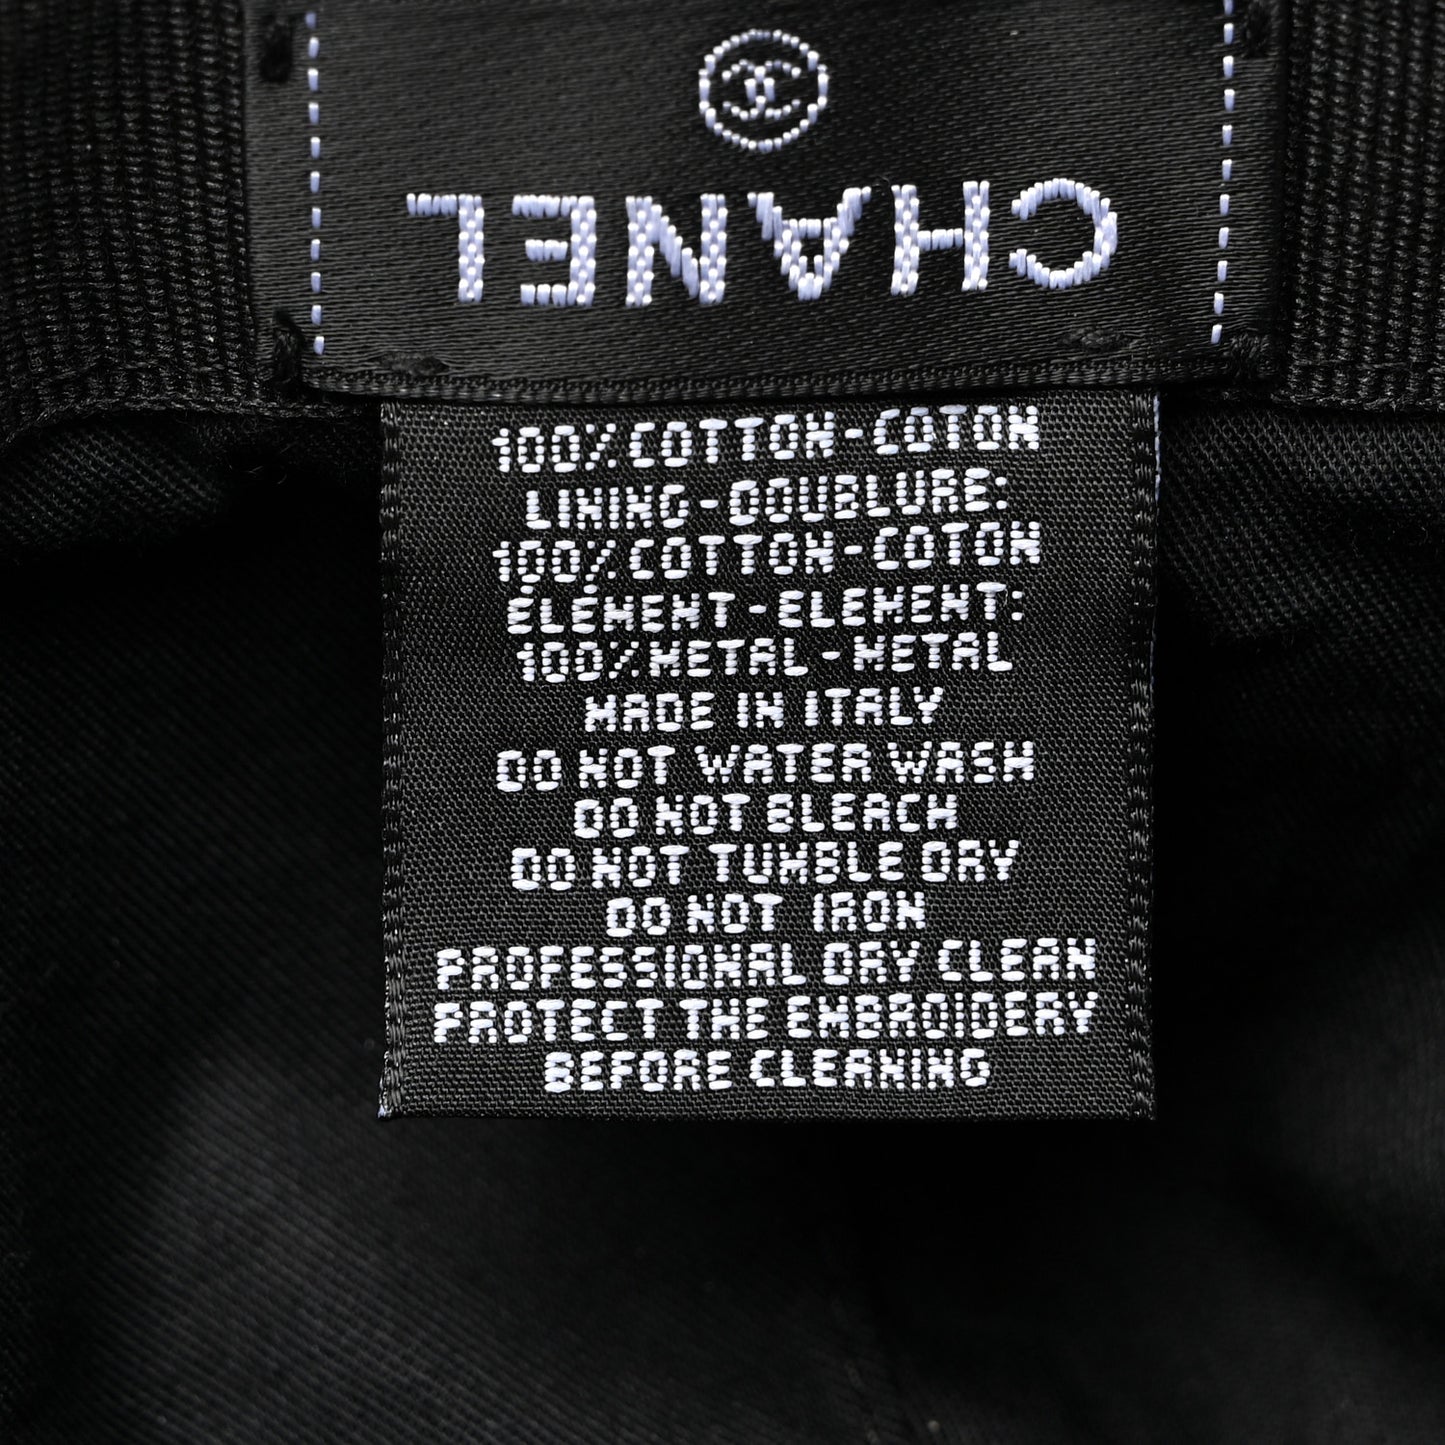 CHANEL
100% COTTON - COTON
LINING - DOUBLURE:
100% COTTON - COTON
ÉLÉMENT - ELEMENT:
100% METAL - METAL
MADE IN ITALY
DO NOT WATER WASH
DO NOT BLEACH
DO NOT TUMBLE DRY
DO NOT IRON
PROFESSIONAL DRY CLEAN
PROTECT THE EMBROIDERY
BEFORE CLEANING